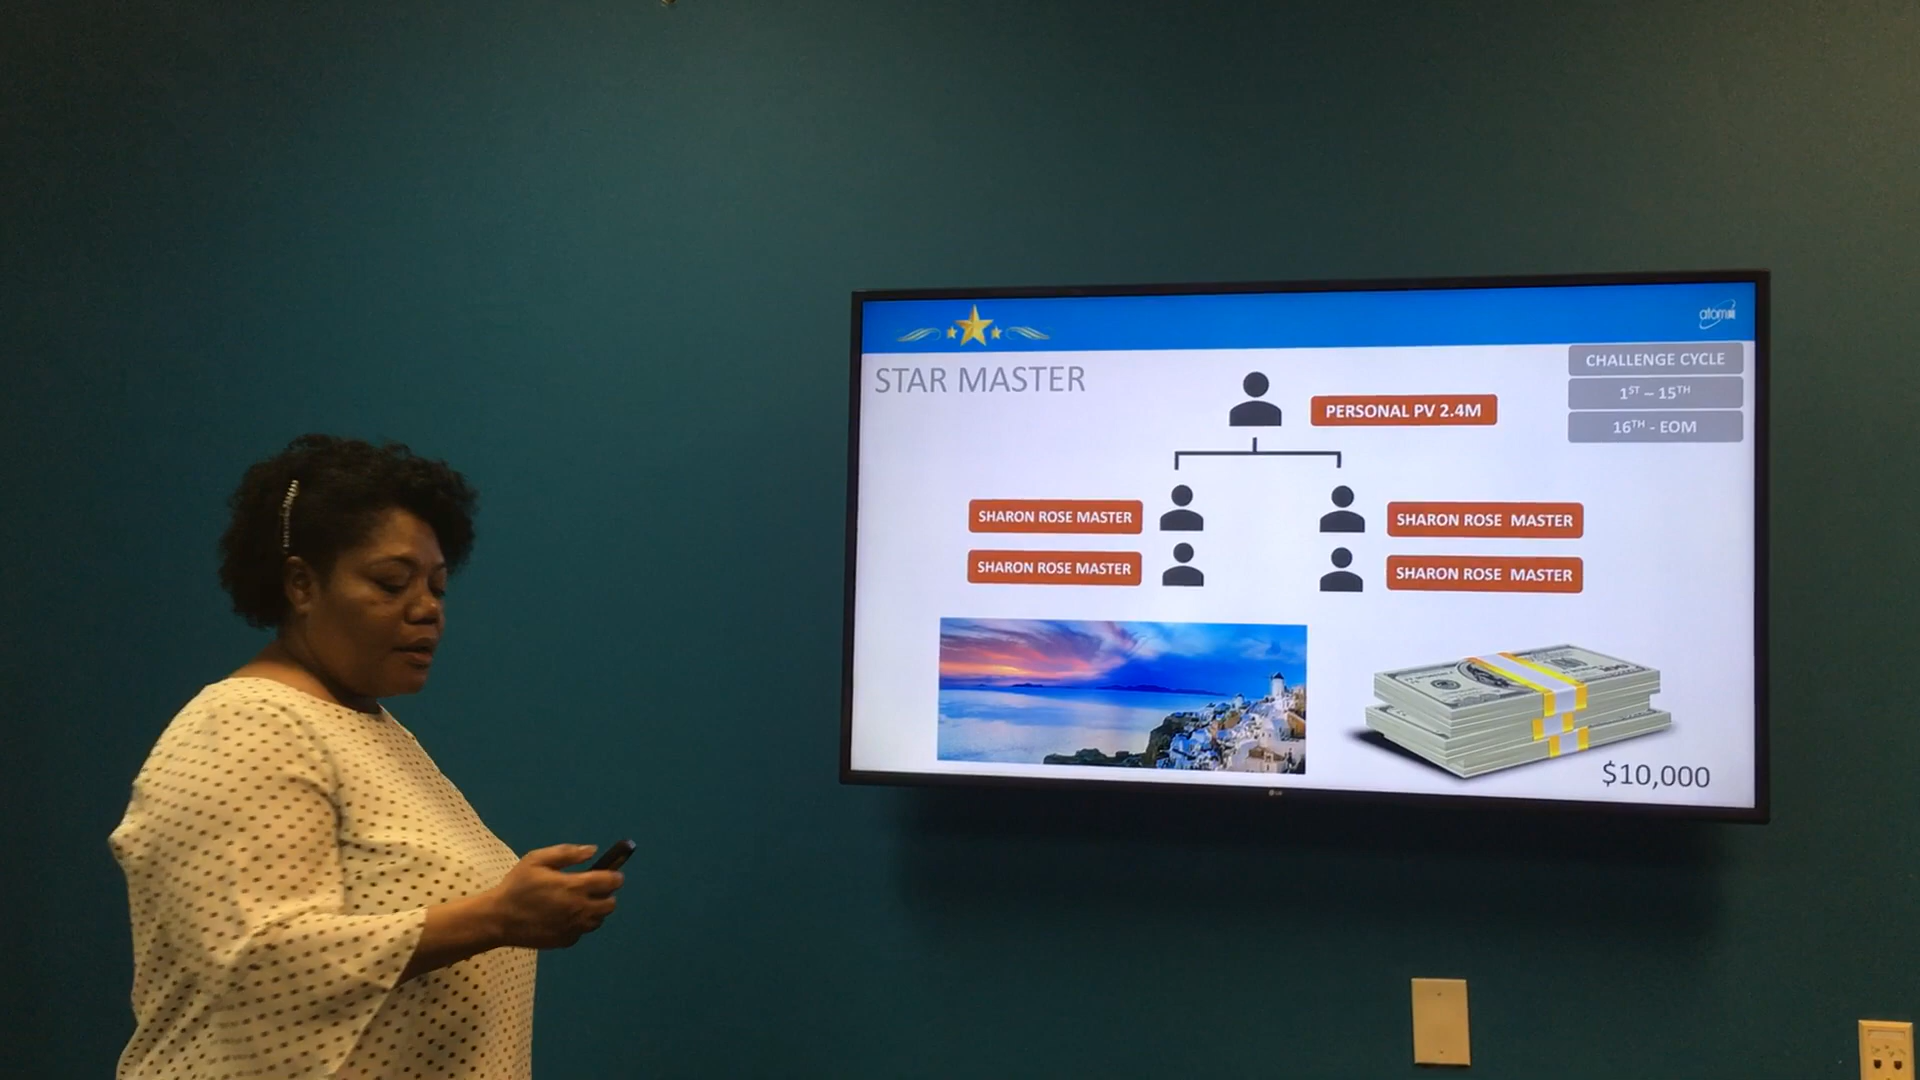 atomi
STAR MASTER
CHALLENGE CYCLE
1ST – 15TH
16TH - EOM
PERSONAL PV 2.4M
SHARON ROSE MASTER
SHARON ROSE MASTER
SHARON ROSE MASTER
SHARON ROSE MASTER
$10,000